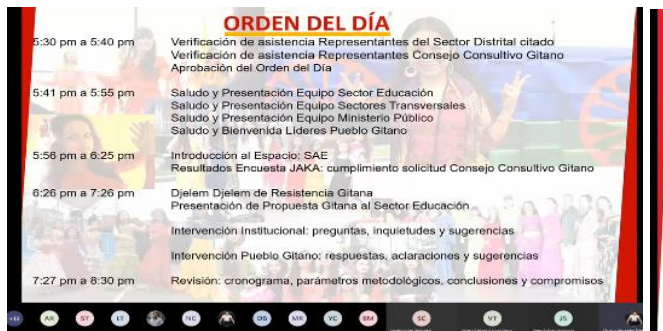 ORDEN DEL DÍA
5:30 pm a 5:40 pm Verificación de asistencia Representantes del Sector Distrital citado
Verificación de asistencia Representantes Consejo Consultivo Gitano
Aprobación del Orden del Día
5:41 pm a 5:55 pm Saludo y Presentación Equipo Sector Educación
Saludo y Presentación Equipo Sectores Transversales
Saludo y Presentación Equipo Ministerio Público
Saludo y Bienvenida Líderes Pueblo Gitano
5:56 pm a 6:25 pm Introducción al Espacio: SAE
Resultados Encuesta JAKA: cumplimiento solicitud Consejo Consultivo Gitano
6:26 pm a 7:26 pm Djelem Djelem de Resistencia Gitana
Presentación de Propuesta Gitana al Sector Educación
Intervención Institucional: preguntas, inquietudes y sugerencias
Intervención Pueblo Gitano: respuestas, aclaraciones y sugerencias
7:27 pm a 8:30 pm Revisión: cronograma, parámetros metodológicos, conclusiones y compromisos
AR ST LT NC OB MR YC BM SC VT JS